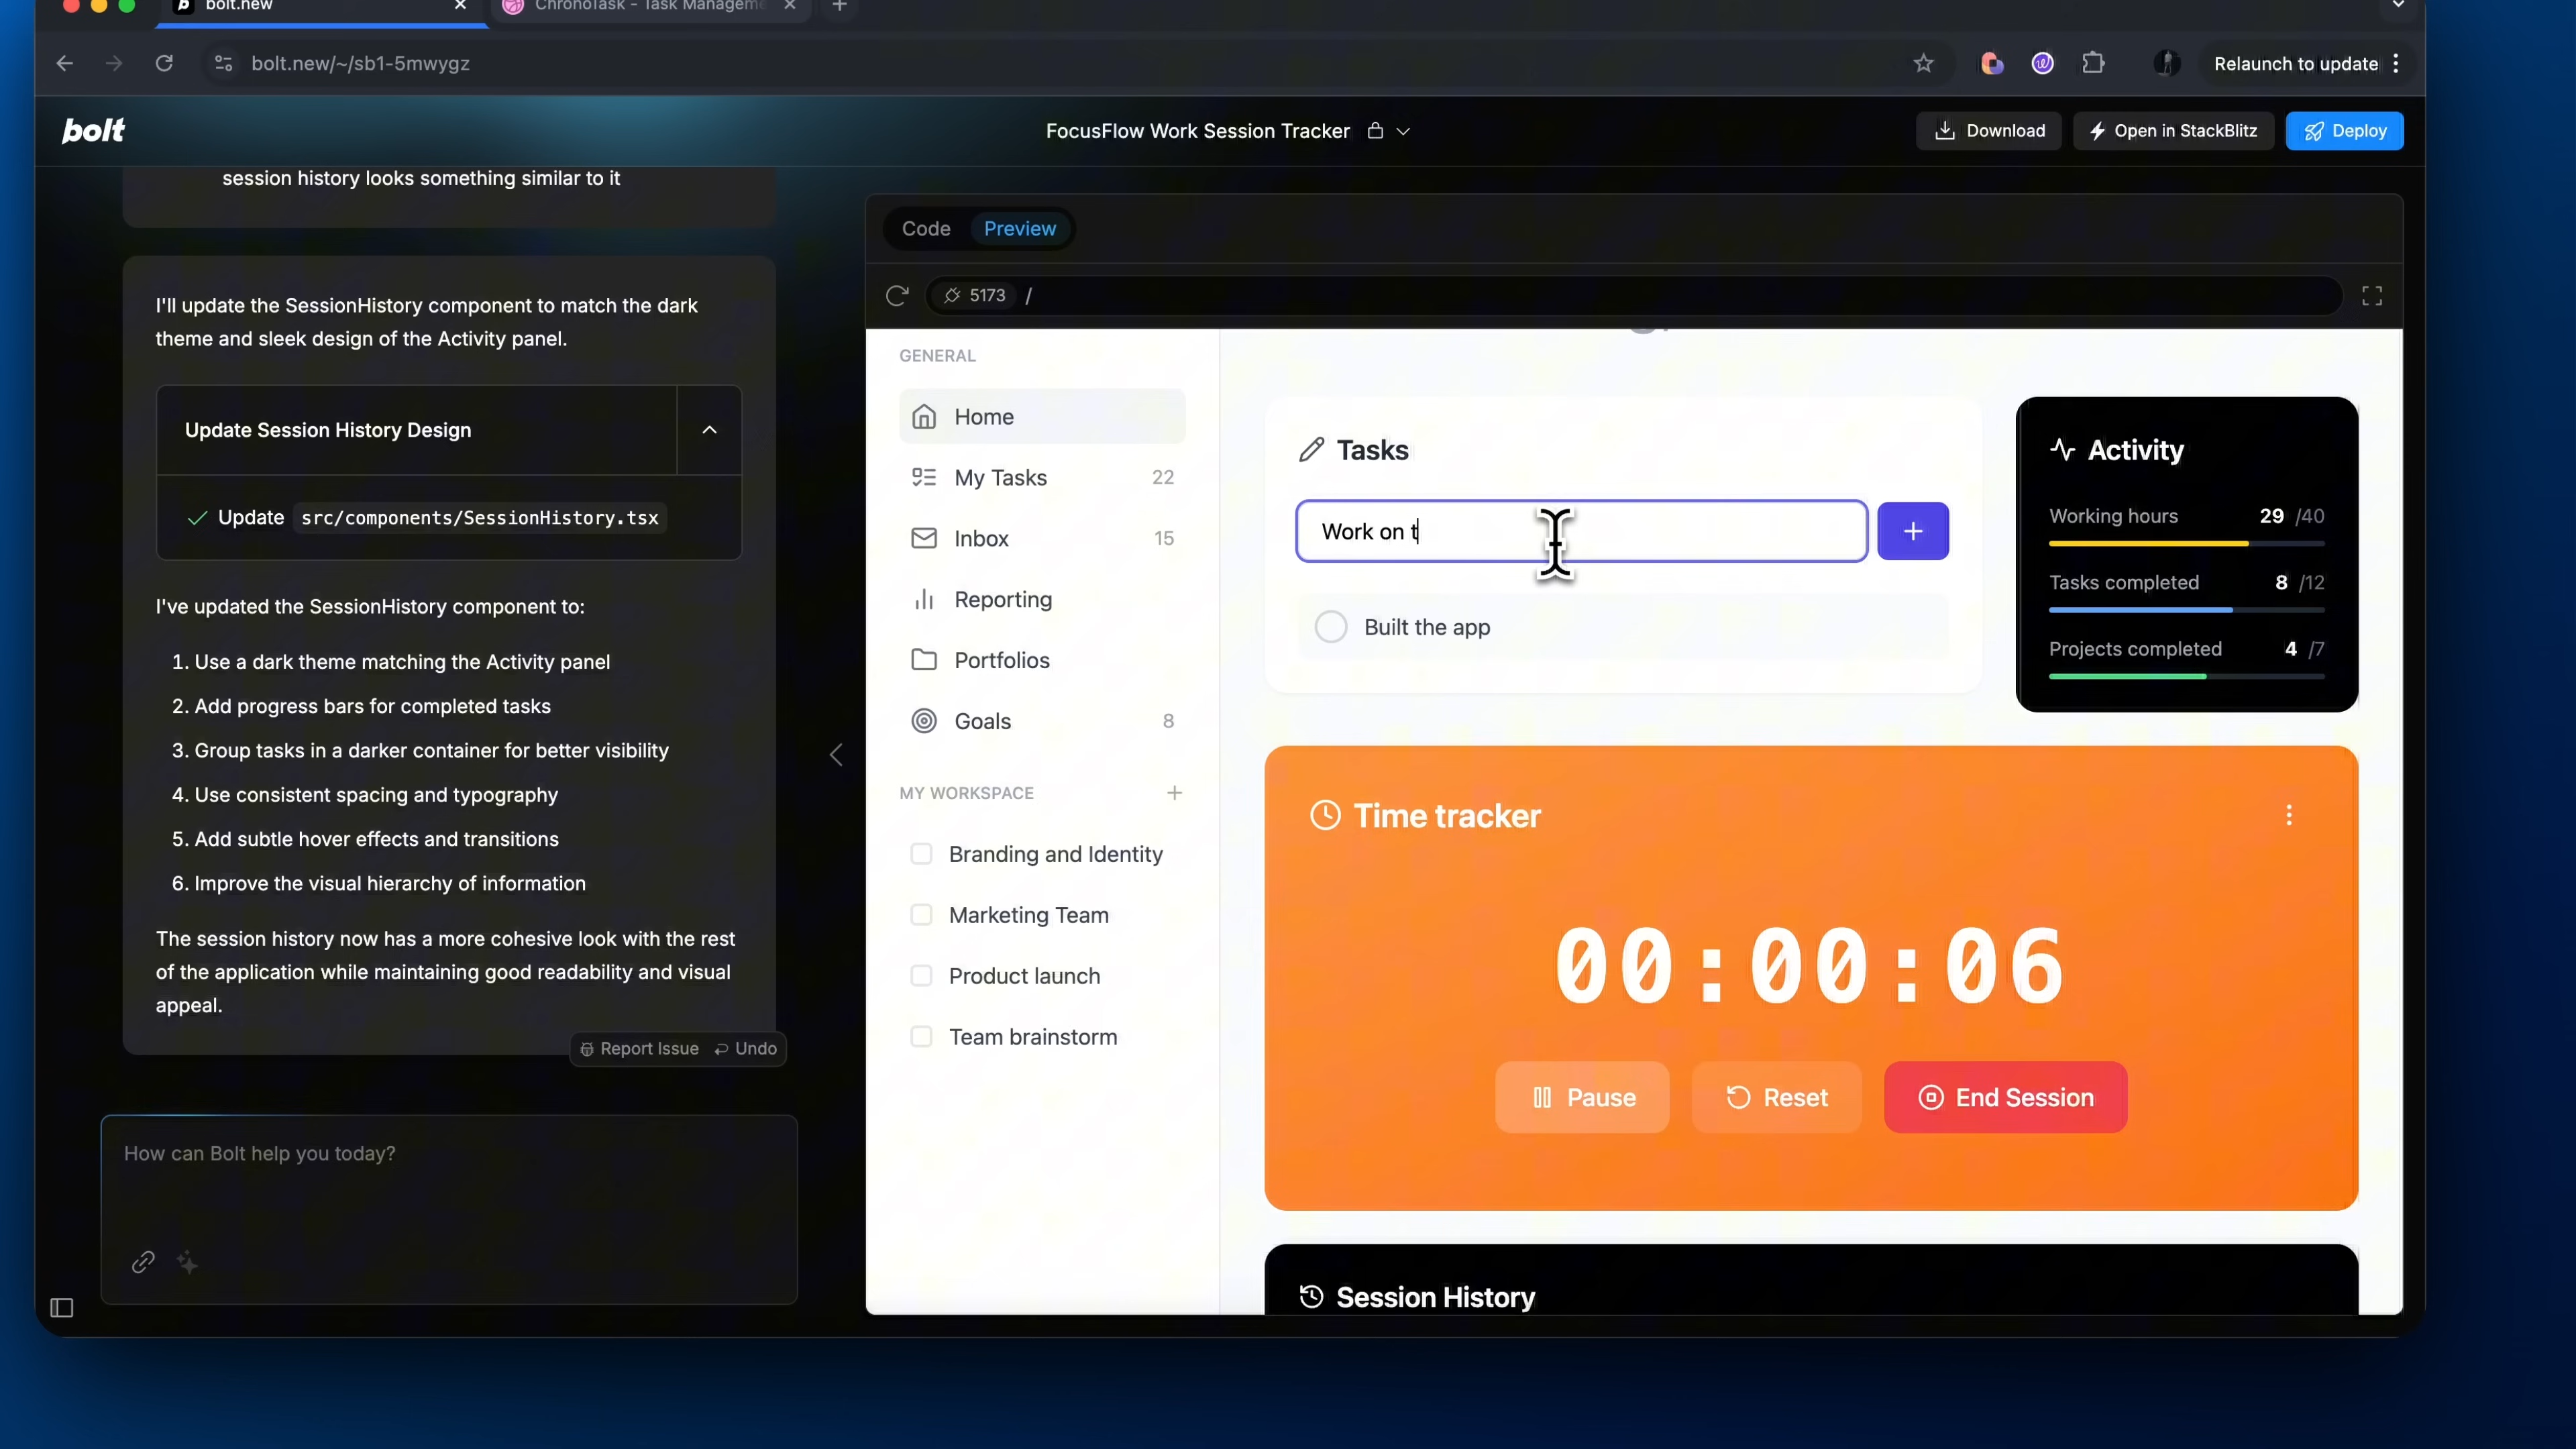 bolt.new
ChronoTask - Task Manageme
bolt.new/~/sb1-5mwygz
Relaunch to update
bolt
FocusFlow Work Session Tracker
Download
Open in StackBlitz
Deploy
session history looks something similar to it
I'll update the SessionHistory component to match the dark
theme and sleek design of the Activity panel.
Update Session History Design
Update src/components/SessionHistory.tsx
I've updated the SessionHistory component to:
1. Use a dark theme matching the Activity panel
2. Add progress bars for completed tasks
3. Group tasks in a darker container for better visibility
4. Use consistent spacing and typography
5. Add subtle hover effects and transitions
6. Improve the visual hierarchy of information
The session history now has a more cohesive look with the rest
of the application while maintaining good readability and visual
appeal.
Report Issue
Undo
How can Bolt help you today?
Code
Preview
5173 /
GENERAL
Home
My Tasks 22
Inbox 15
Reporting
Portfolios
Goals 8
MY WORKSPACE +
Branding and Identity
Marketing Team
Product launch
Team brainstorm
Tasks
Work on t
+
Built the app
Activity
Working hours 29 /40
Tasks completed 8 /12
Projects completed 4 /7
Time tracker
00:00:06
Pause
Reset
End Session
Session History